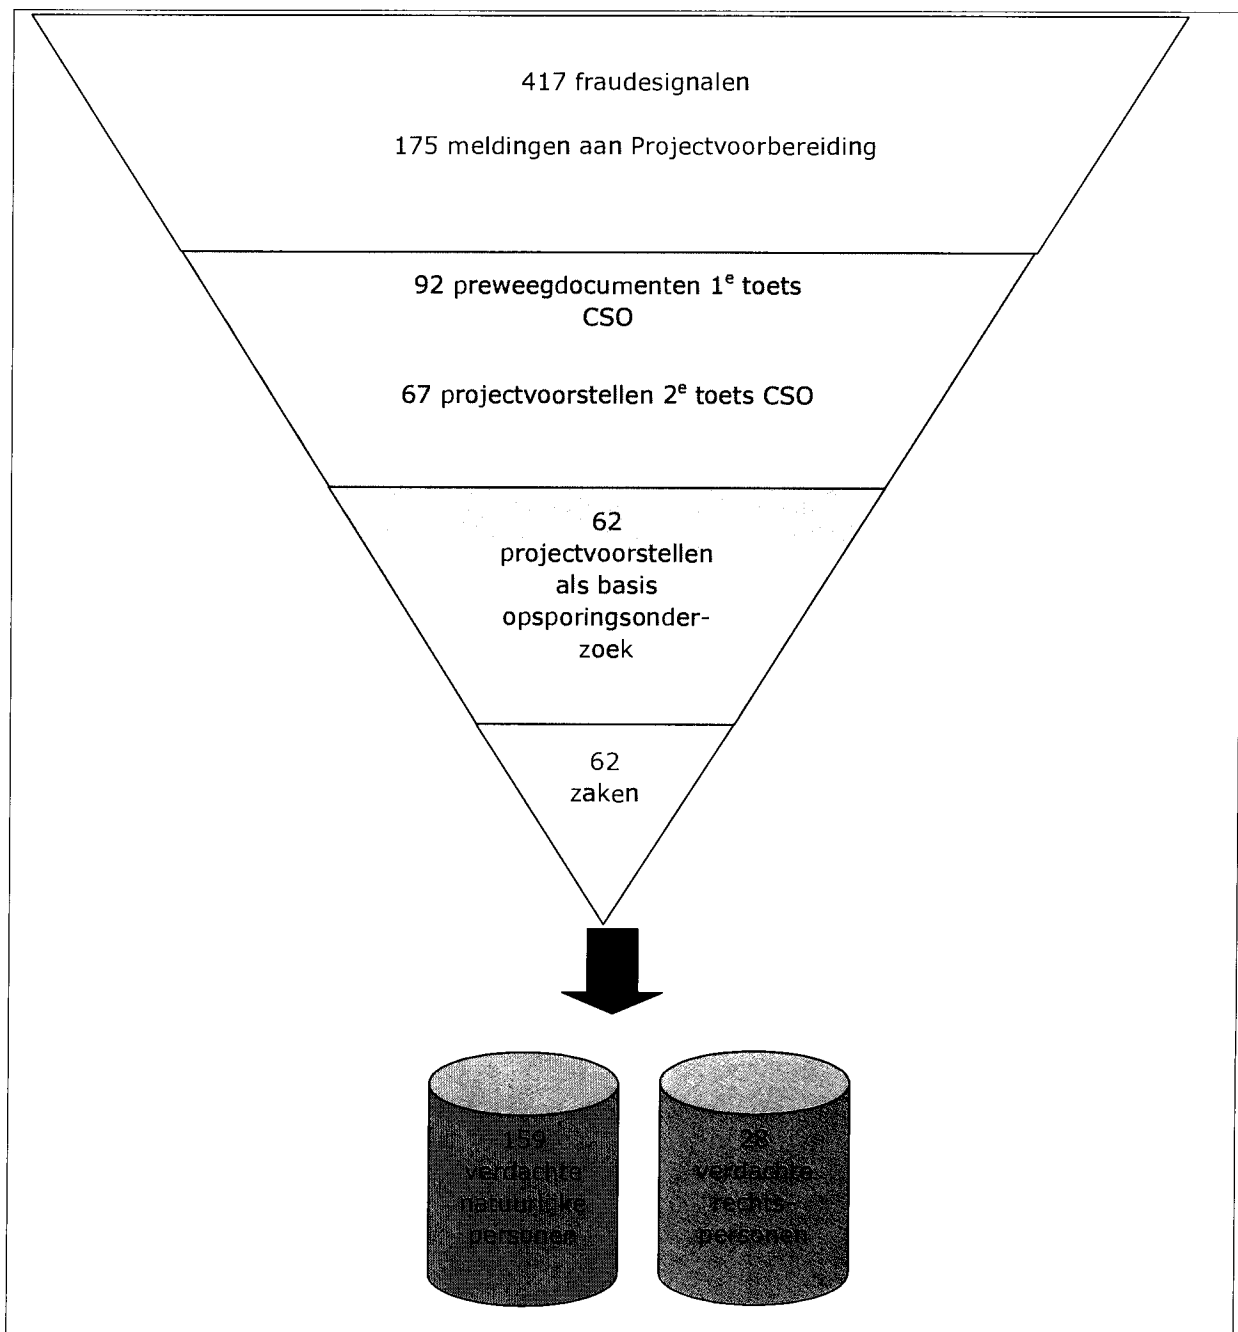 417 fraudesignalen
175 meldingen aan Projectvoorbereiding
92 preweegdocumenten 1e toets
CSO
67 projectvoorstellen 2e toets CSO
62
projectvoorstellen
als basis
opsporingsonder-
zoek
62
zaken
159
verdachte
natuurlijke
personen
28
verdachte
rechts-
personen